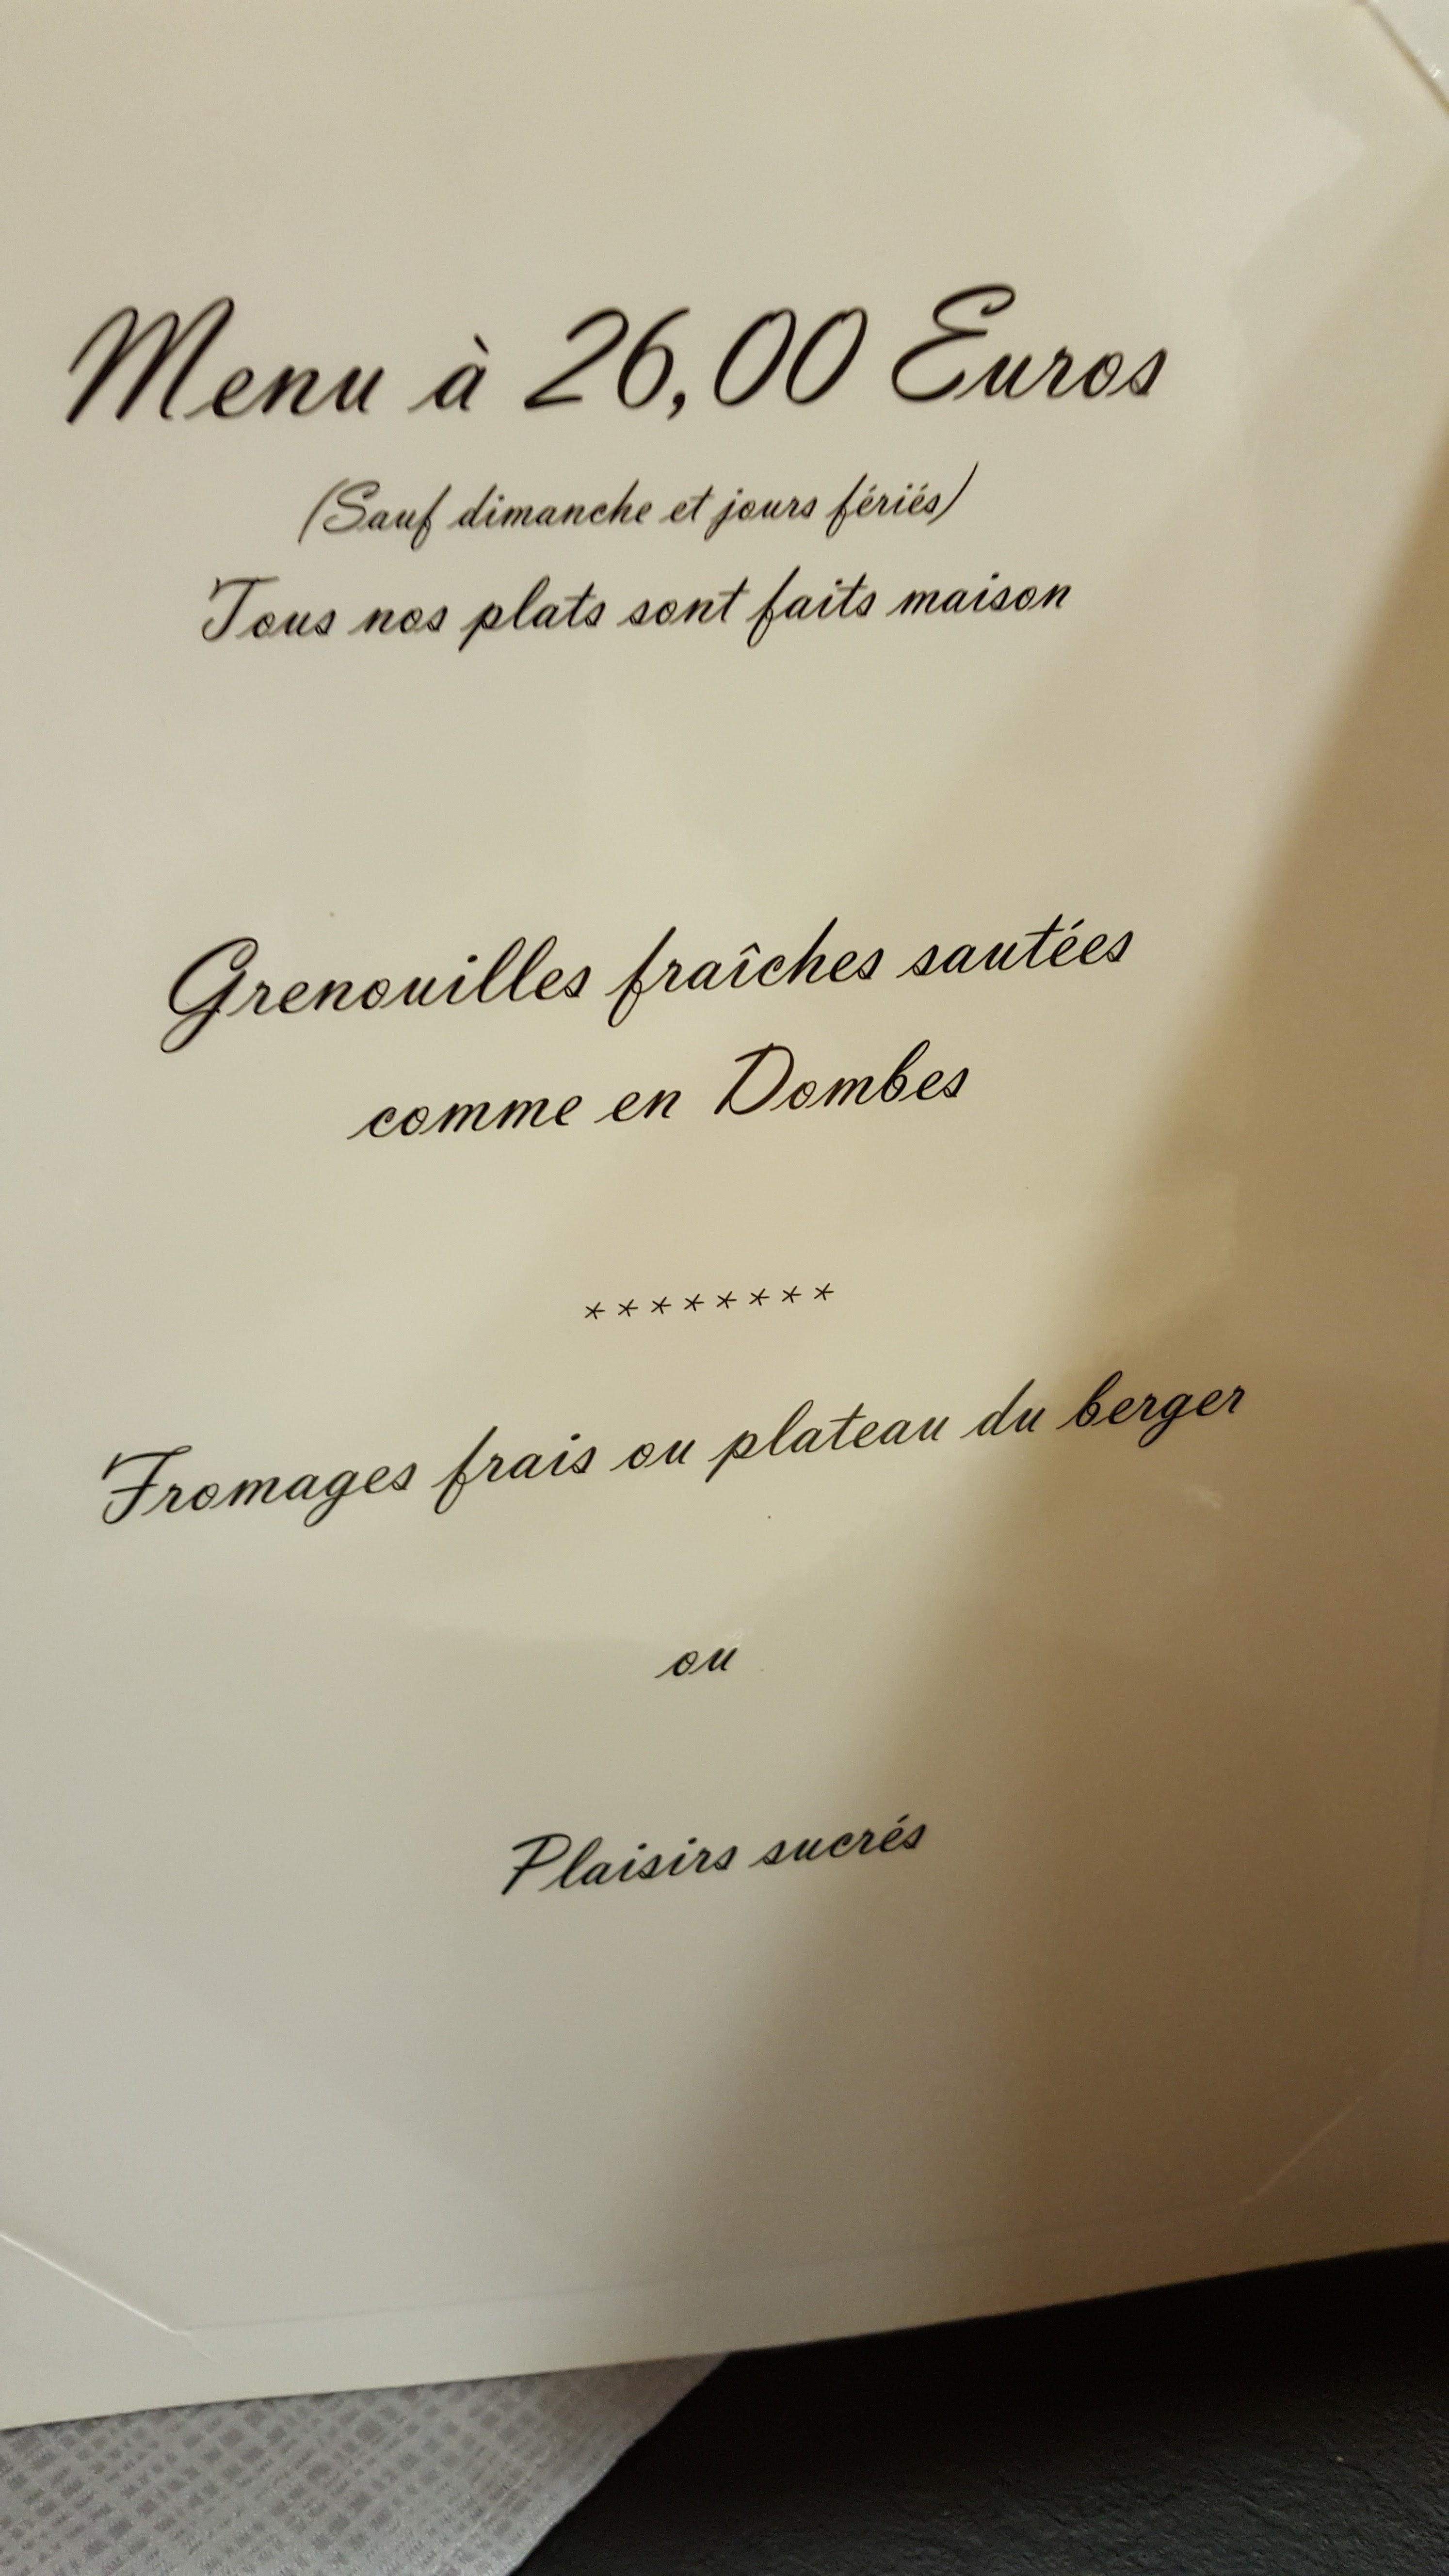 Menu à 26,00 Euros
(Sauf dimanche et jours fériés)
Tous nos plats sont faits maison
Grenouilles fraîches sautées
comme en Dombes
********
Fromages frais ou plateau du berger
ou
Plaisirs sucrés